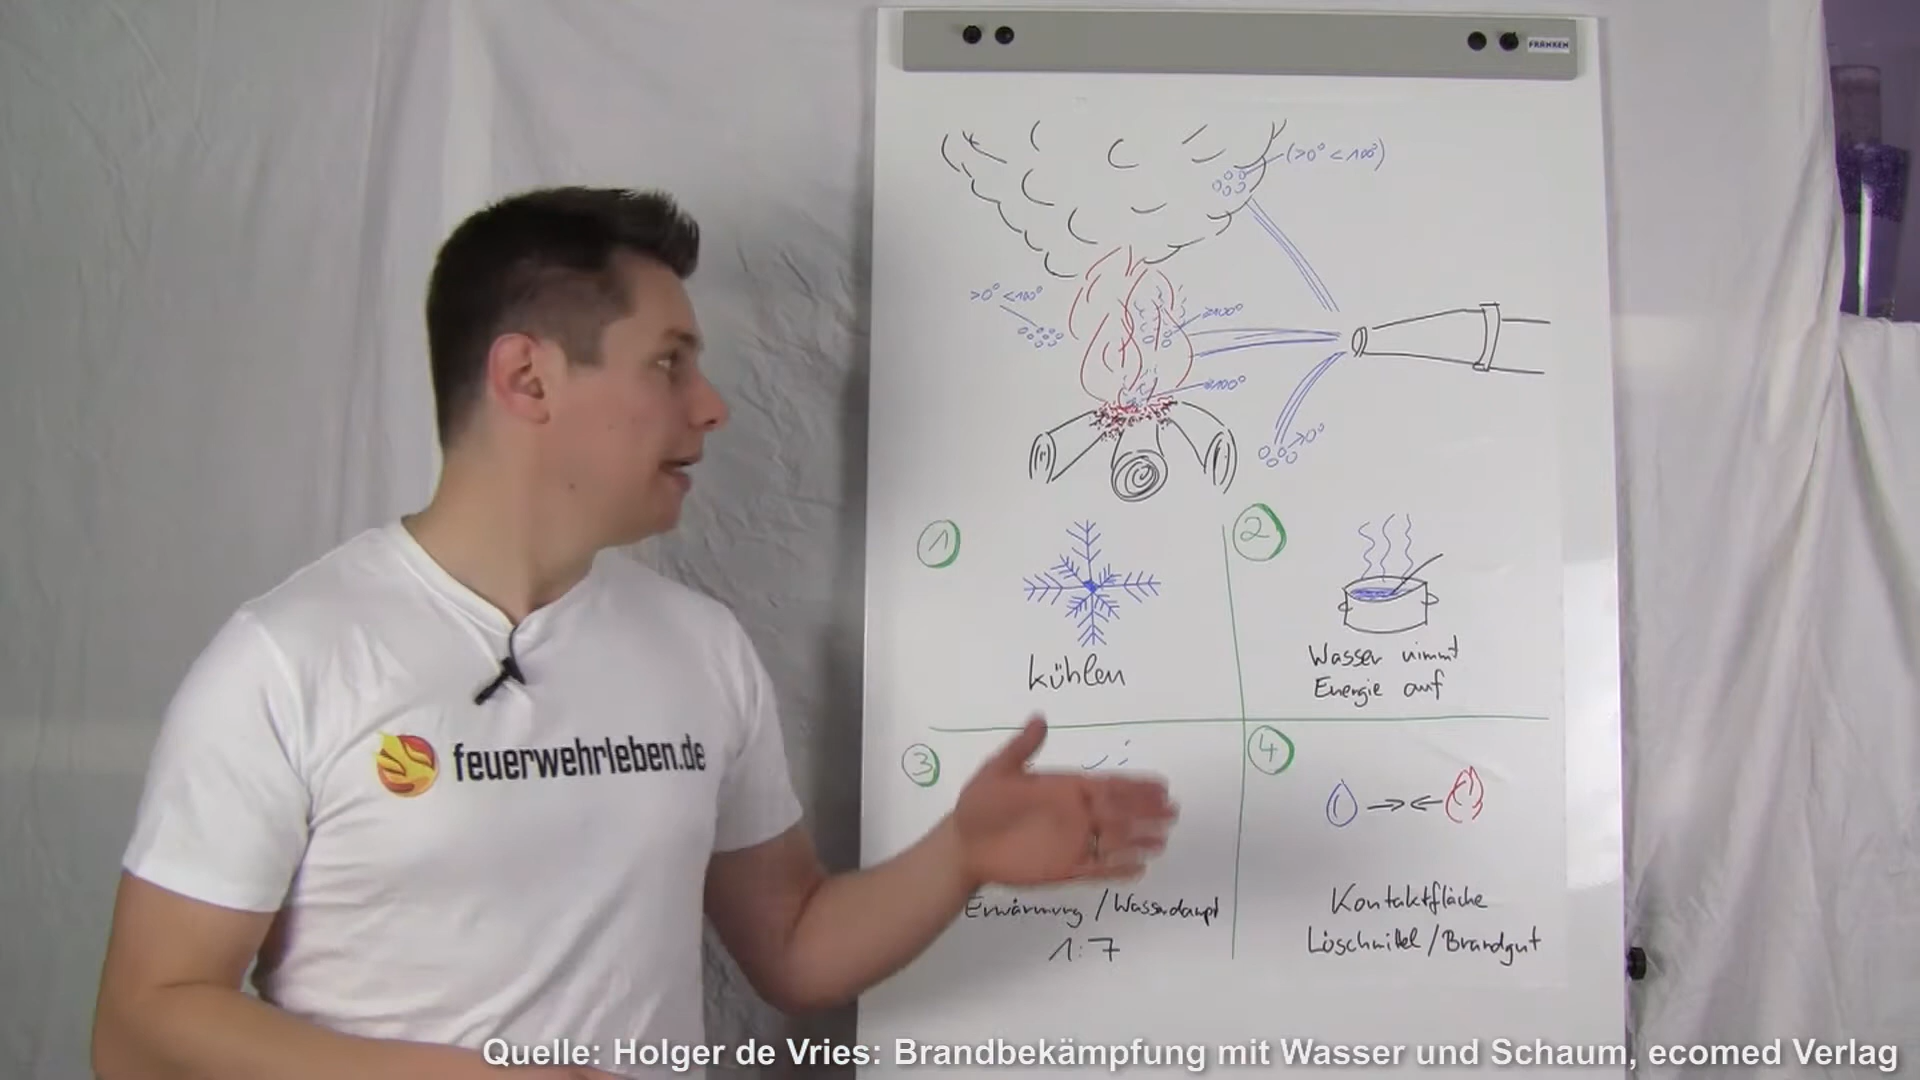 FRANKEN
(>0° <100°)
>0° <100°
≥100°
≥100°
>0°
1
2
kühlen
Wasser nimmt
Energie auf
3
4
Erwärmung / Wasserdampf
1:7
Kontaktfläche
Löschmittel / Brandgut
feuerwehrleben.de
Quelle: Holger de Vries: Brandbekämpfung mit Wasser und Schaum, ecomed Verlag